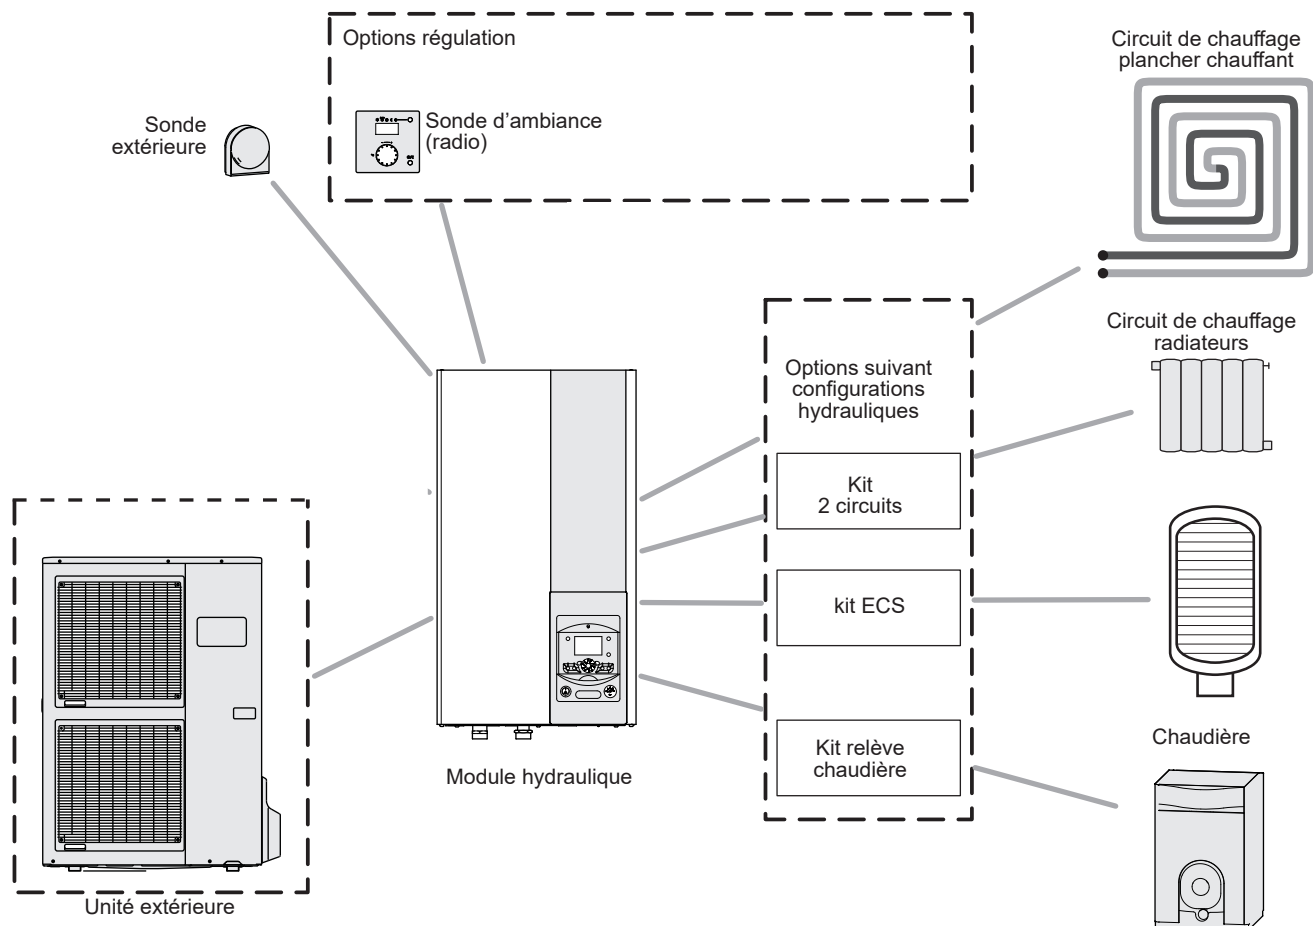 Options régulation
Sonde d'ambiance
(radio)
Sonde
extérieure
Circuit de chauffage
plancher chauffant
Circuit de chauffage
radiateurs
Options suivant
configurations
hydrauliques
Kit
2 circuits
kit ECS
Kit relève
chaudière
Chaudière
Module hydraulique
Unité extérieure